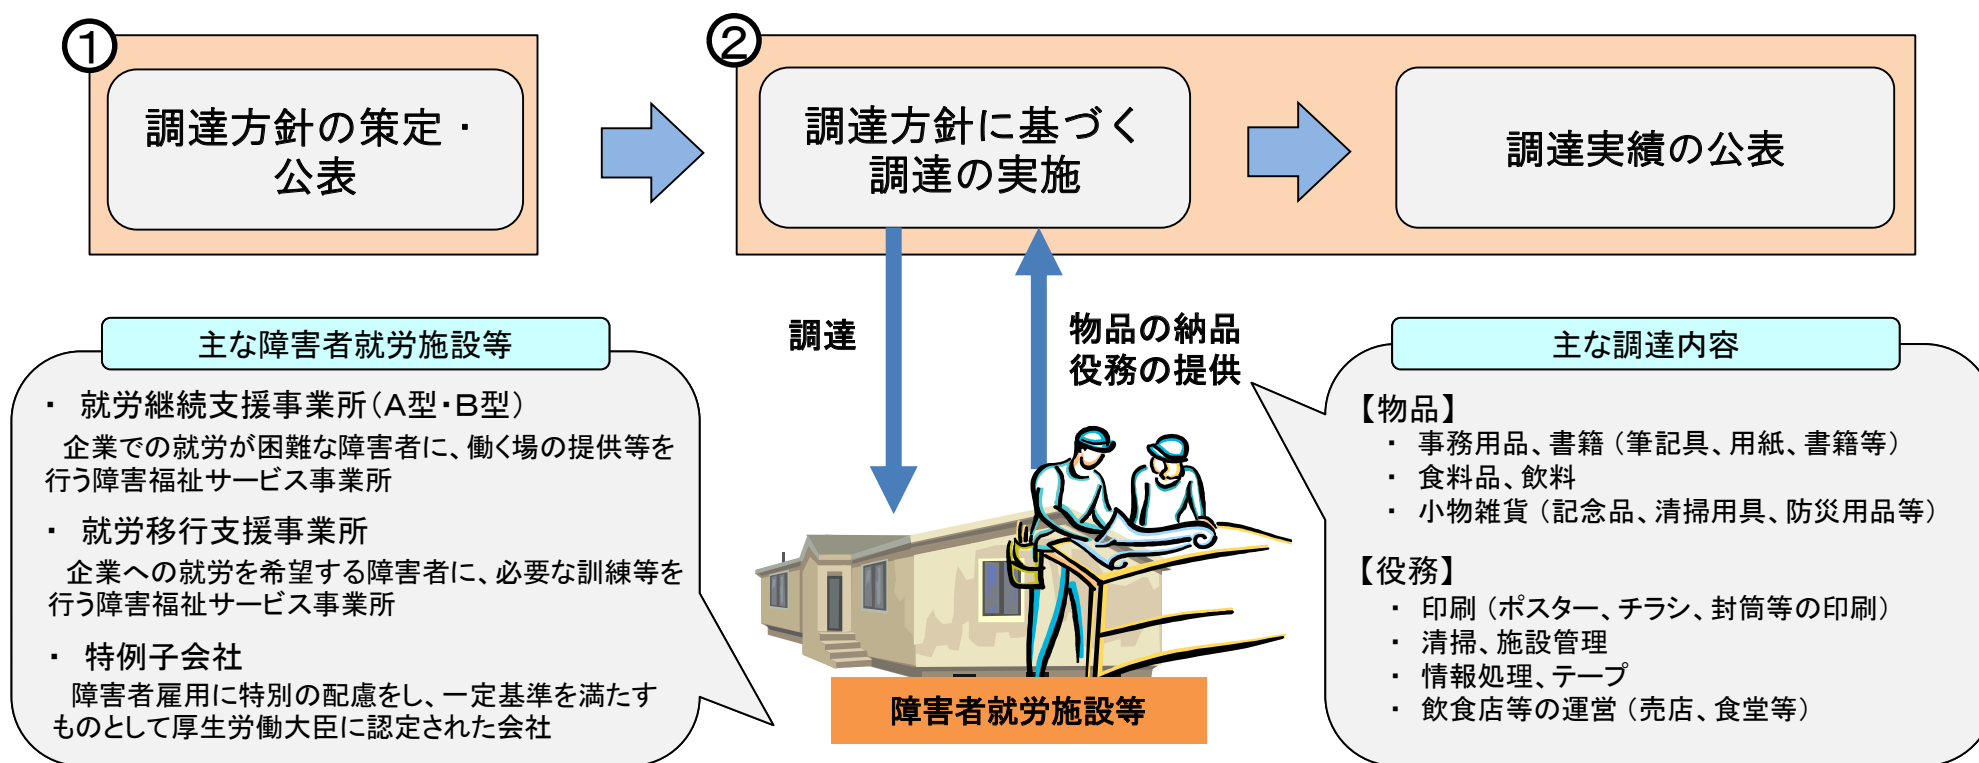 ①
調達方針の策定・
公表
②
調達方針に基づく
調達の実施
調達実績の公表
調達
物品の納品
役務の提供
主な障害者就労施設等
・ 就労継続支援事業所(A型・B型)
企業での就労が困難な障害者に、働く場の提供等を
行う障害福祉サービス事業所
・ 就労移行支援事業所
企業への就労を希望する障害者に、必要な訓練等を
行う障害福祉サービス事業所
・ 特例子会社
障害者雇用に特別の配慮をし、一定基準を満たす
ものとして厚生労働大臣に認定された会社
障害者就労施設等
主な調達内容
【物品】
・ 事務用品、書籍(筆記具、用紙、書籍等)
・ 食料品、飲料
・ 小物雑貨(記念品、清掃用具、防災用品等)
【役務】
・ 印刷(ポスター、チラシ、封筒等の印刷)
・ 清掃、施設管理
・ 情報処理、テープ
・ 飲食店等の運営(売店、食堂等)